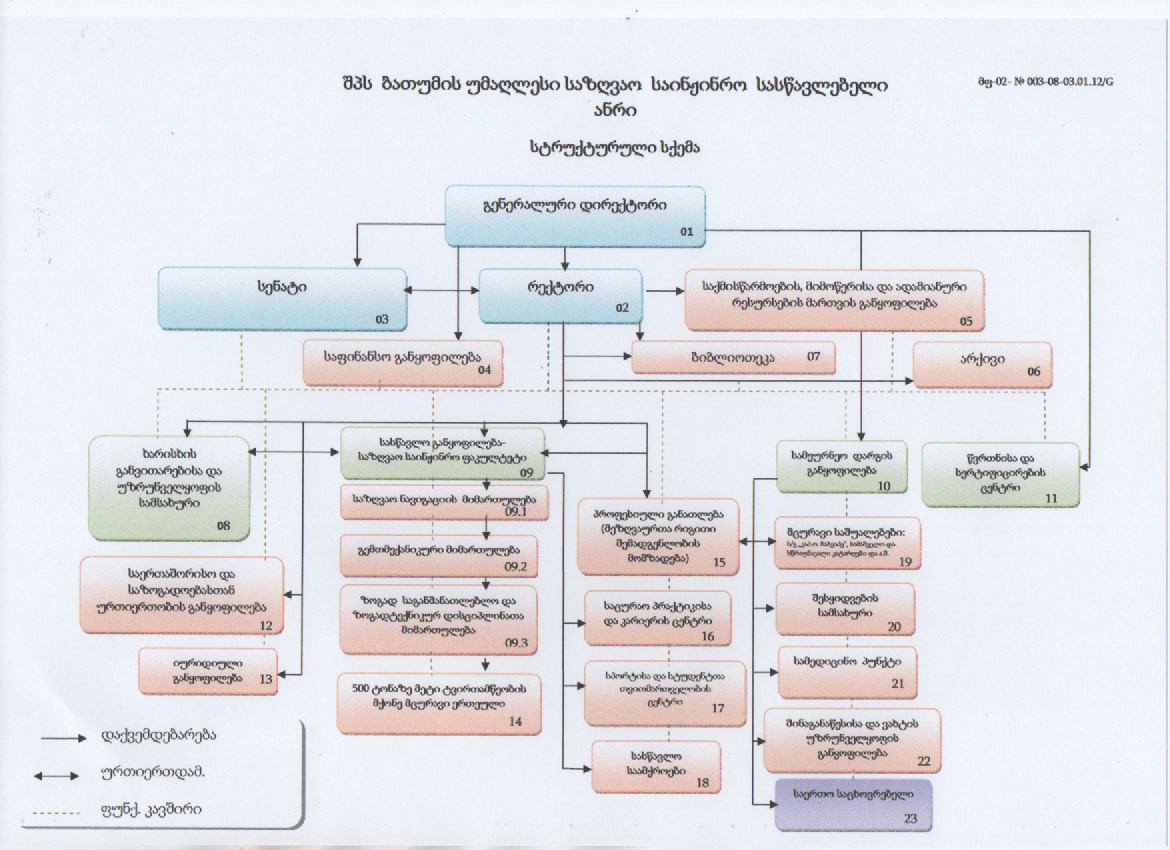 შპს ბათუმის უმაღლესი საზღვაო საინჟინრო სასწავლებელი
მფ-02- № 003-08-03.01.12/G
ანრი
სტრუქტურული სქემა
გენერალური დირექტორი
01
სენატი
03
რექტორი
02
საქმისწარმოების, მიმოწერისა და ადამიანური
რესურსების მართვის განყოფილება
05
საფინანსო განყოფილება
04
ბიბლიოთეკა 07
არქივი
06
ხარისხის
განვითარებისა და
უზრუნველყოფის
სამსახური
08
სასწავლო განყოფილება-
საზღვაო საინჟინრო ფაკულტეტი
09
სამეურნეო დარგის
განყოფილება
10
წვრთნისა და
სერტიფიცირების
ცენტრი
11
საზღვაო ნავიგაციის მიმართულება
09.1
გემთმექანიკური მიმართულება
09.2
ზოგად საგანმანათლებლო და
ზოგადტექნიკურ დისციპლინათა
მიმართულება
09.3
500 ტონაზე მეტი ტვირთამწეობის
მქონე მცურავი ერთეული
14
პროფესიული განათლება
(მეზღვაურთა რიგითი
შემადგენლობის
მომზადება)
15
მცურავი საშუალებები:
19
საერთაშორისო და
საზოგადოებასთან
ურთიერთობის განყოფილება
12
იურიდიული
განყოფილება
13
საცურაო პრაქტიკისა
და კარიერის ცენტრი
16
სპორტისა და სტუდენტთა
თვითმართველობის
ცენტრი
17
სასწავლო
საამქროები
18
შესყიდვების
სამსახური
20
სამედიცინო პუნქტი
21
შინაგანაწესისა და ვახტის
უზრუნველყოფის
განყოფილება
22
საერთო საცხოვრებელი
23
დაქვემდებარება
ურთიერთდამ.
ფუნქ. კავშირი